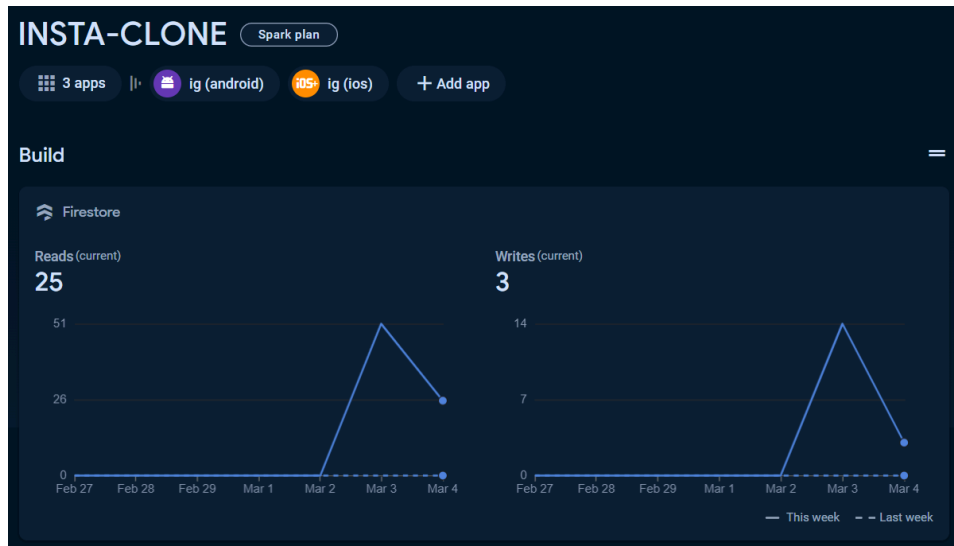 INSTA-CLONE Spark plan
3 apps ig (android) iOS+ ig (ios) + Add app
Build
Firestore
Reads (current)
25
51
26
0
Feb 27 Feb 28 Feb 29 Mar 1 Mar 2 Mar 3 Mar 4
Writes (current)
3
14
7
0
Feb 27 Feb 28 Feb 29 Mar 1 Mar 2 Mar 3 Mar 4
This week Last week